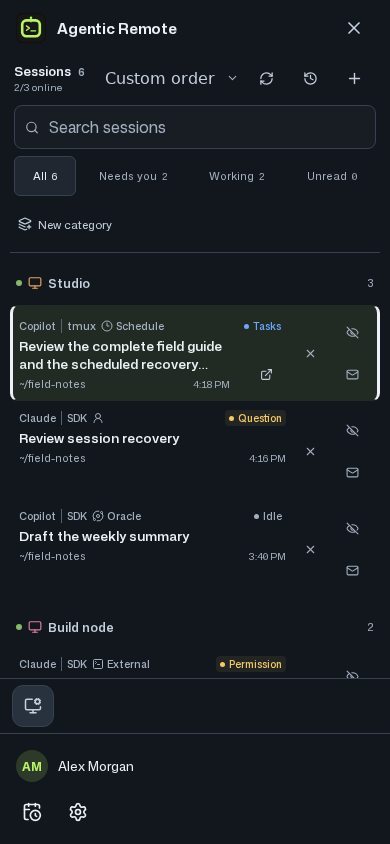 Agentic Remote
Sessions 6
2/3 online
Custom order
Search sessions
All 6
Needs you 2
Working 2
Unread 0
New category
Studio 3
Copilot | tmux Schedule Tasks
Review the complete field guide
and the scheduled recovery...
~/field-notes 4:18 PM
Claude | SDK Question
Review session recovery
~/field-notes 4:16 PM
Copilot | SDK Oracle Idle
Draft the weekly summary
~/field-notes 3:40 PM
Build node 2
Claude | SDK External Permission
AM Alex Morgan